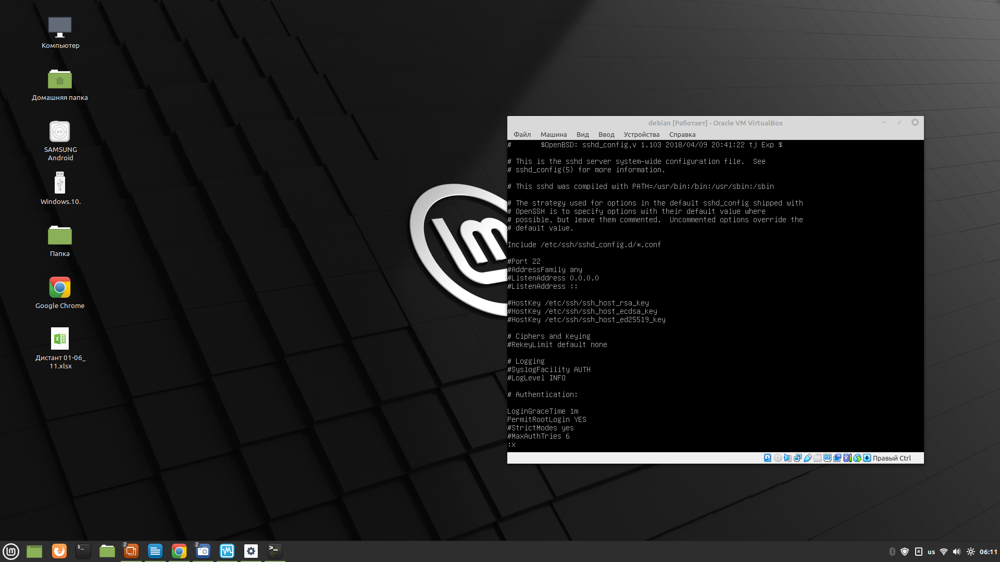 Компьютер
Домашняя папка
SAMSUNG
Android
Windows.10.
Папка
Google Chrome
Дистант 01-06_
11.xlsx
debian [Работает] - Oracle VM VirtualBox
Файл Машина Вид Ввод Устройства Справка
#       $OpenBSD: sshd_config,v 1.103 2018/04/09 20:41:22 tj Exp $
# This is the sshd server system-wide configuration file.  See
# sshd_config(5) for more information.
# This sshd was compiled with PATH=/usr/bin:/bin:/usr/sbin:/sbin
# The strategy used for options in the default sshd_config shipped with
# OpenSSH is to specify options with their default value where
# possible, but leave them commented.  Uncommented options override the
# default value.
Include /etc/ssh/sshd_config.d/*.conf
#Port 22
#AddressFamily any
#ListenAddress 0.0.0.0
#ListenAddress ::
#HostKey /etc/ssh/ssh_host_rsa_key
#HostKey /etc/ssh/ssh_host_ecdsa_key
#HostKey /etc/ssh/ssh_host_ed25519_key
# Ciphers and keying
#RekeyLimit default none
# Logging
#SyslogFacility AUTH
#LogLevel INFO
# Authentication:
LoginGraceTime 1m
PermitRootLogin YES
#StrictModes yes
#MaxAuthTries 6
:x
Правый Ctrl
2
2
us
06:11